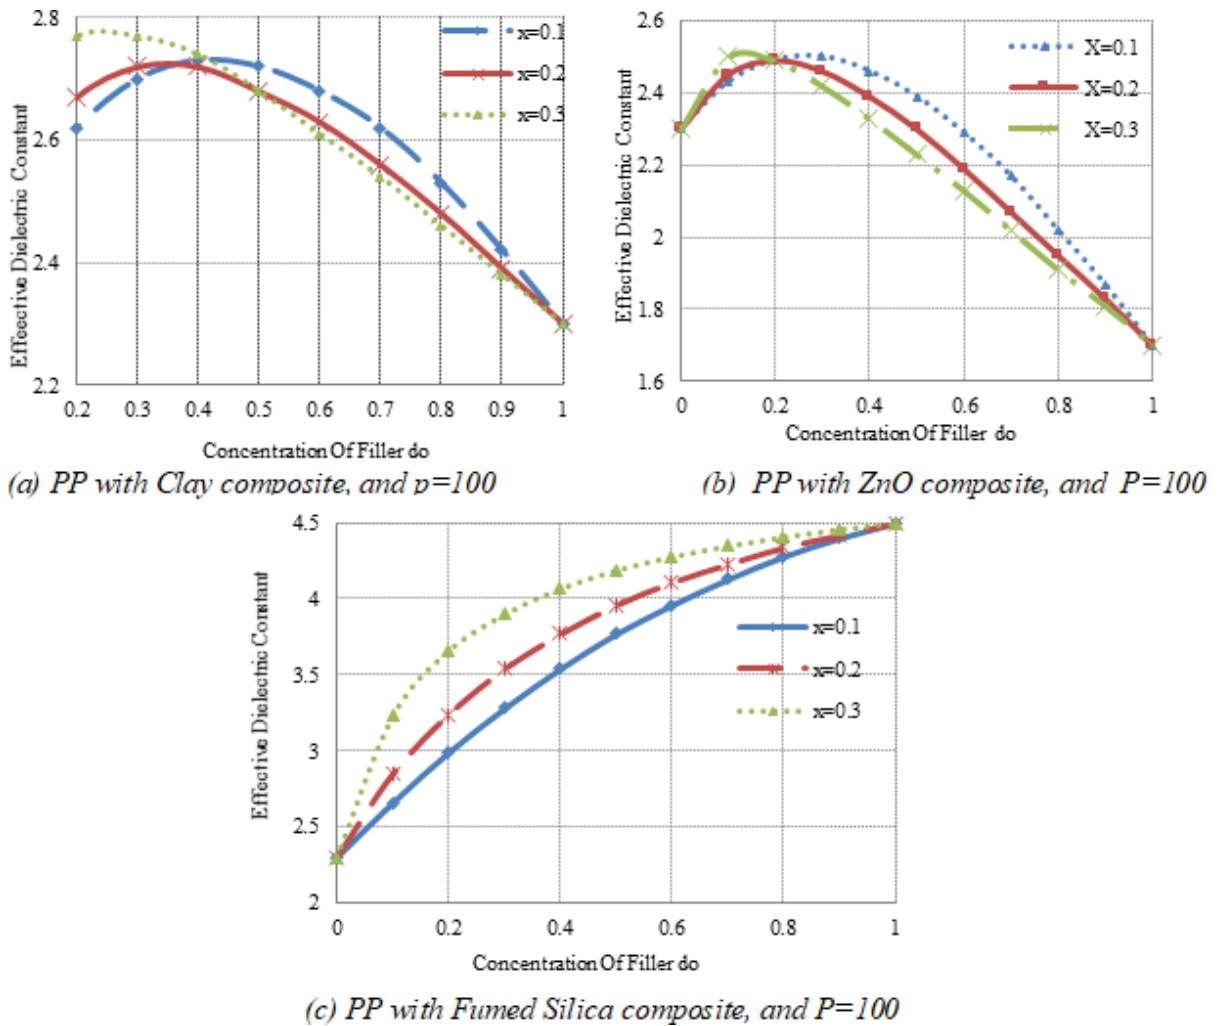 2.8
2.6
2.4
2.2
Effective Dielectric Constant
x=0.1
x=0.2
x=0.3
0.2 0.3 0.4 0.5 0.6 0.7 0.8 0.9 1
Concentration Of Filler do
(a) PP with Clay composite, and p=100
2.6
2.4
2.2
2
1.8
1.6
Effective Dielectric Constant
X=0.1
X=0.2
X=0.3
0 0.2 0.4 0.6 0.8 1
Concentration Of Filler do
(b) PP with ZnO composite, and P=100
4.5
4
3.5
3
2.5
2
Effective Dielectric Constant
x=0.1
x=0.2
x=0.3
0 0.2 0.4 0.6 0.8 1
Concentration Of Filler do
(c) PP with Fumed Silica composite, and P=100